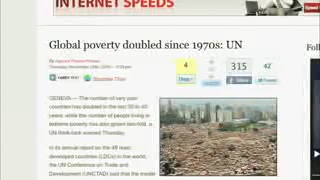 INTERNET SPEEDS
Global poverty doubled since 1970s: UN
4
315
42
Foll
GENEVA — The number of very poor
countries has doubled in the last 30 to 40
years, while the number of people living in
extreme poverty has also grown two-fold, a
UN think-tank warned Thursday.
In its annual report on the 49 least
developed countries (LDCs) in the world,
the UN Conference on Trade and
Development (UNCTAD) said that the model